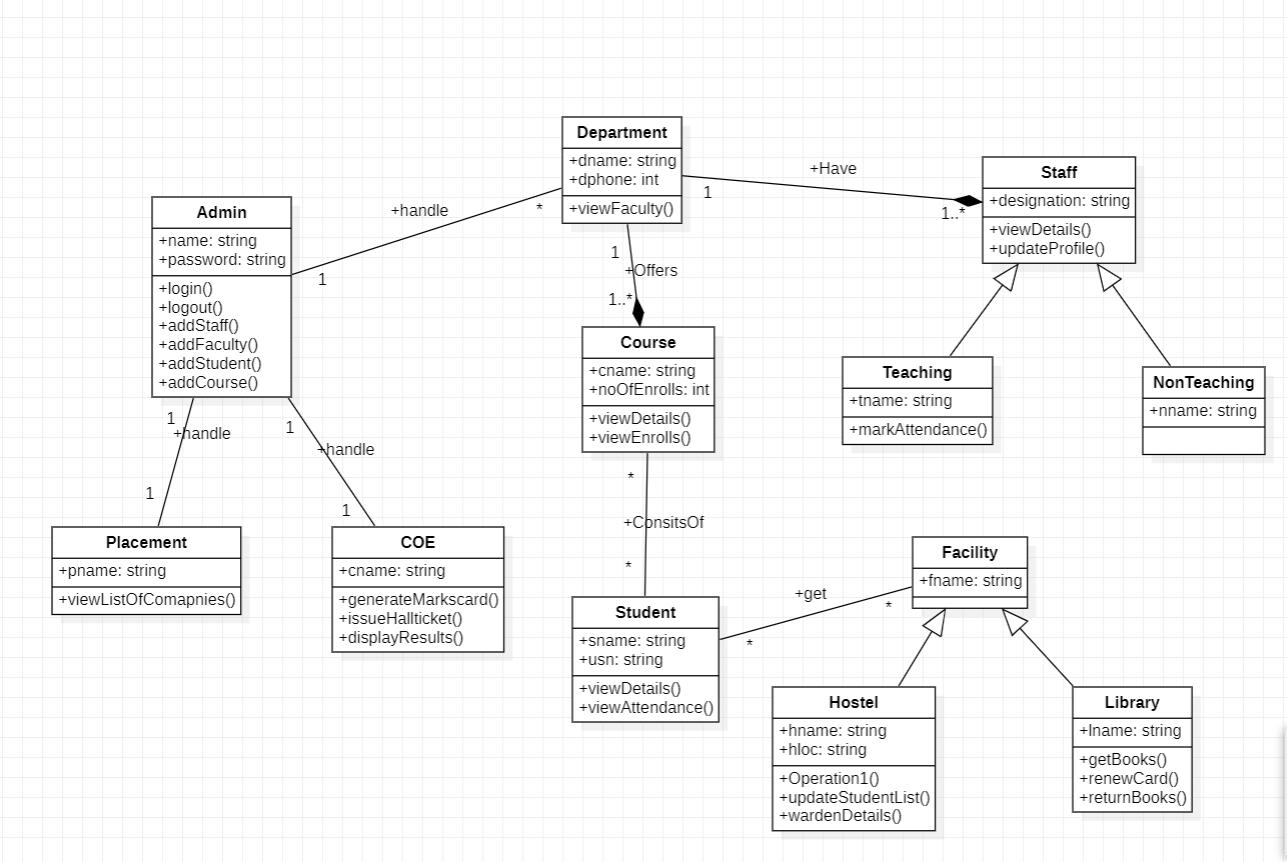 Department
+dname: string
+dphone: int
+viewFaculty()
+Have
1
1..*
Staff
+designation: string
+viewDetails()
+updateProfile()
Admin
+name: string
+password: string
+login()
+logout()
+addStaff()
+addFaculty()
+addStudent()
+addCourse()
+handle
*
1
1
+Offers
1..*
Course
+cname: string
+noOfEnrolls: int
+viewDetails()
+viewEnrolls()
Teaching
+tname: string
+markAttendance()
NonTeaching
+nname: string
1
+handle
1
1
+handle
1
Placement
+pname: string
+viewListOfComapnies()
COE
+cname: string
+generateMarkscard()
+issueHallticket()
+displayResults()
*
+ConsitsOf
*
Student
+sname: string
+usn: string
+viewDetails()
+viewAttendance()
+get
*
*
Facility
+fname: string
Hostel
+hname: string
+hloc: string
+Operation1()
+updateStudentList()
+wardenDetails()
Library
+lname: string
+getBooks()
+renewCard()
+returnBooks()